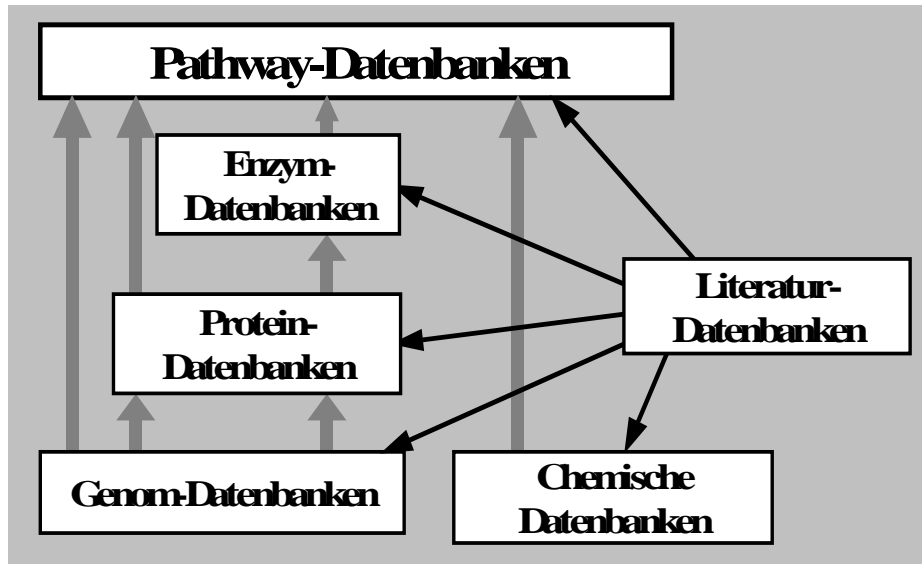 Pathway-Datenbanken
Enzym-
Datenbanken
Literatur-
Datenbanken
Protein-
Datenbanken
Genom-Datenbanken
Chemische
Datenbanken